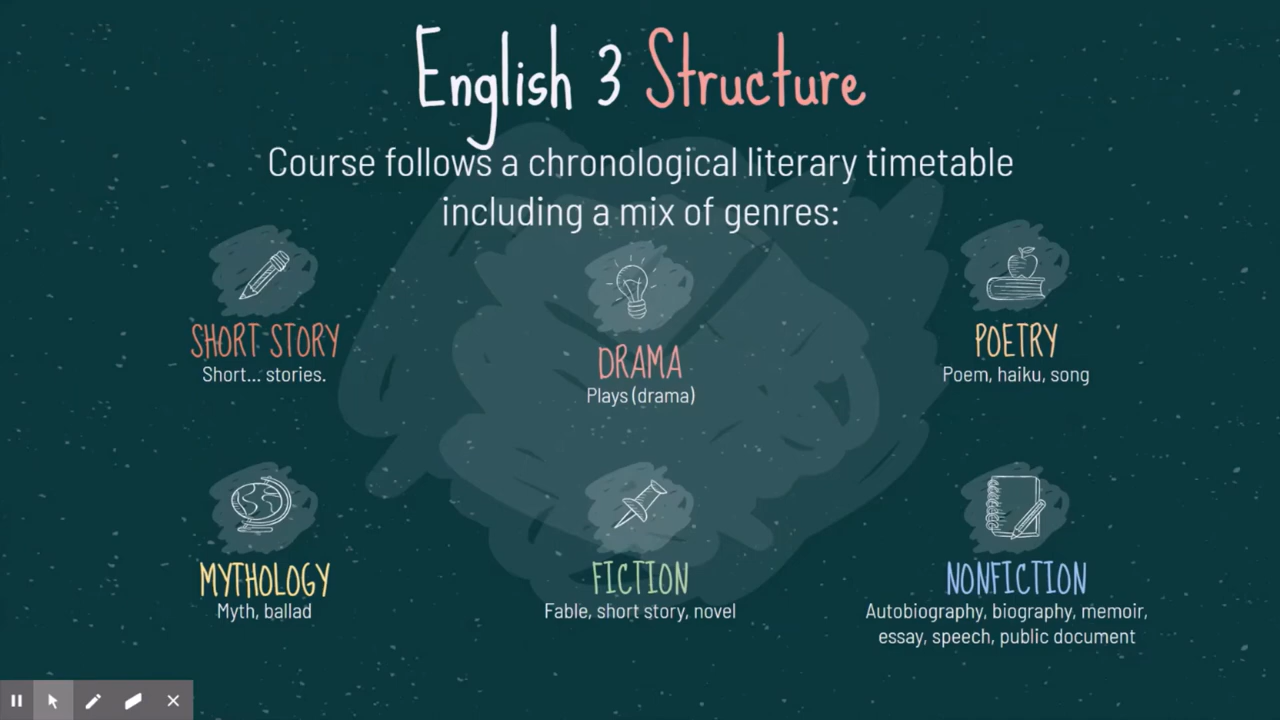 English 3 Structure
Course follows a chronological literary timetable
including a mix of genres:
SHORT STORY
Short... stories.
DRAMA
Plays (drama)
POETRY
Poem, haiku, song
MYTHOLOGY
Myth, ballad
FICTION
Fable, short story, novel
NONFICTION
Autobiography, biography, memoir,
essay, speech, public document